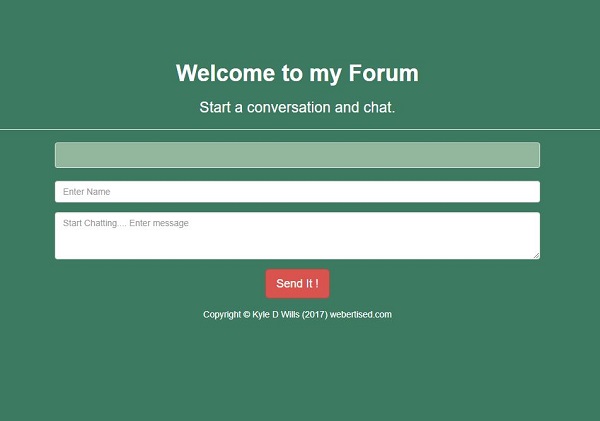 Welcome to my Forum
Start a conversation and chat.
Enter Name
Start Chatting.... Enter message
Send It !
Copyright © Kyle D Wills (2017) webertised.com